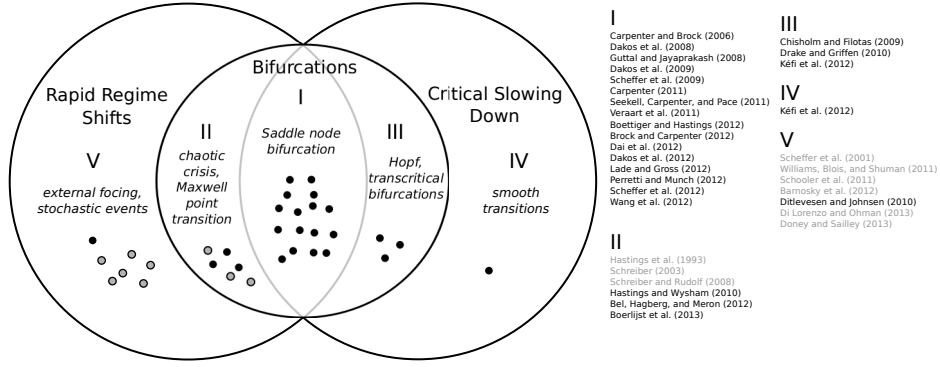 Rapid Regime
Shifts
V
external focing,
stochastic events
II
chaotic
crisis,
Maxwell
point
transition
Bifurcations
I
Saddle node
bifurcation
III
Hopf,
transcritical
bifurcations
Critical Slowing
Down
IV
smooth
transitions
I
Carpenter and Brock (2006)
Dakos et al. (2008)
Guttal and Jayaprakash (2008)
Dakos et al. (2009)
Scheffer et al. (2009)
Carpenter (2011)
Seekell, Carpenter, and Pace (2011)
Veraart et al. (2011)
Boettiger and Hastings (2012)
Brock and Carpenter (2012)
Dai et al. (2012)
Dakos et al. (2012)
Lade and Gross (2012)
Perretti and Munch (2012)
Scheffer et al. (2012)
Wang et al. (2012)
II
Hastings et al. (1993)
Schreiber (2003)
Schreiber and Rudolf (2008)
Hastings and Wysham (2010)
Bel, Hagberg, and Meron (2012)
Boerlijst et al. (2013)
III
Chisholm and Filotas (2009)
Drake and Griffen (2010)
Kéfi et al. (2012)
IV
Kéfi et al. (2012)
V
Scheffer et al. (2001)
Williams, Blois, and Shuman (2011)
Schooler et al. (2011)
Barnosky et al. (2012)
Ditlevesen and Johnsen (2010)
Di Lorenzo and Ohman (2013)
Doney and Sailley (2013)